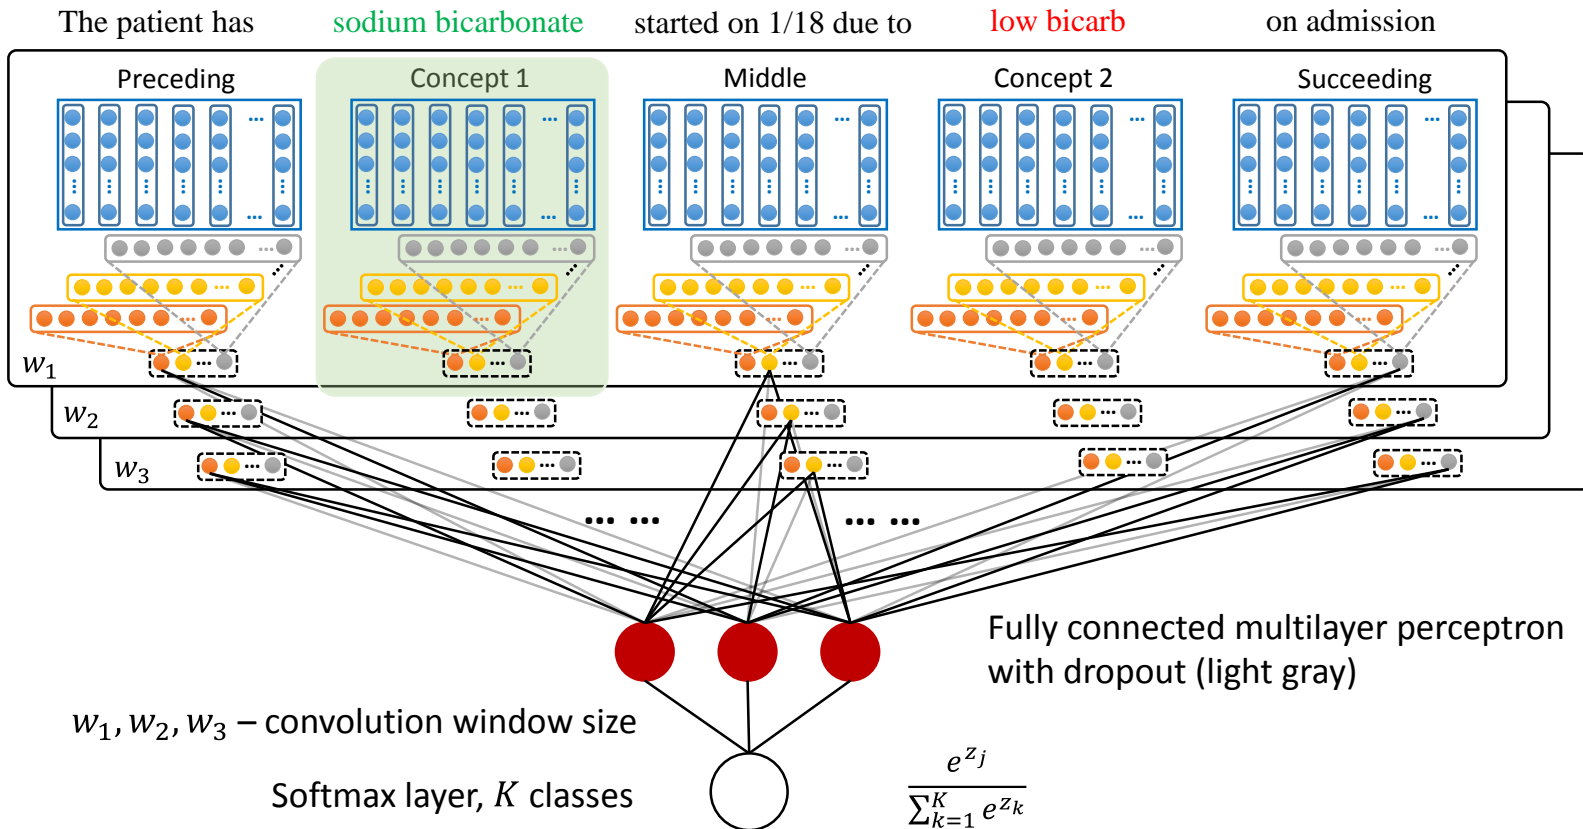 The patient has sodium bicarbonate started on 1/18 due to low bicarb on admission
Preceding Concept 1 Middle Concept 2 Succeeding
w₁
w₂
w₃
... ...
... ...
Fully connected multilayer perceptron
with dropout (light gray)
w₁, w₂, w₃ – convolution window size
Softmax layer, K classes
e^{z_j} / ∑_{k=1}^{K} e^{z_k}